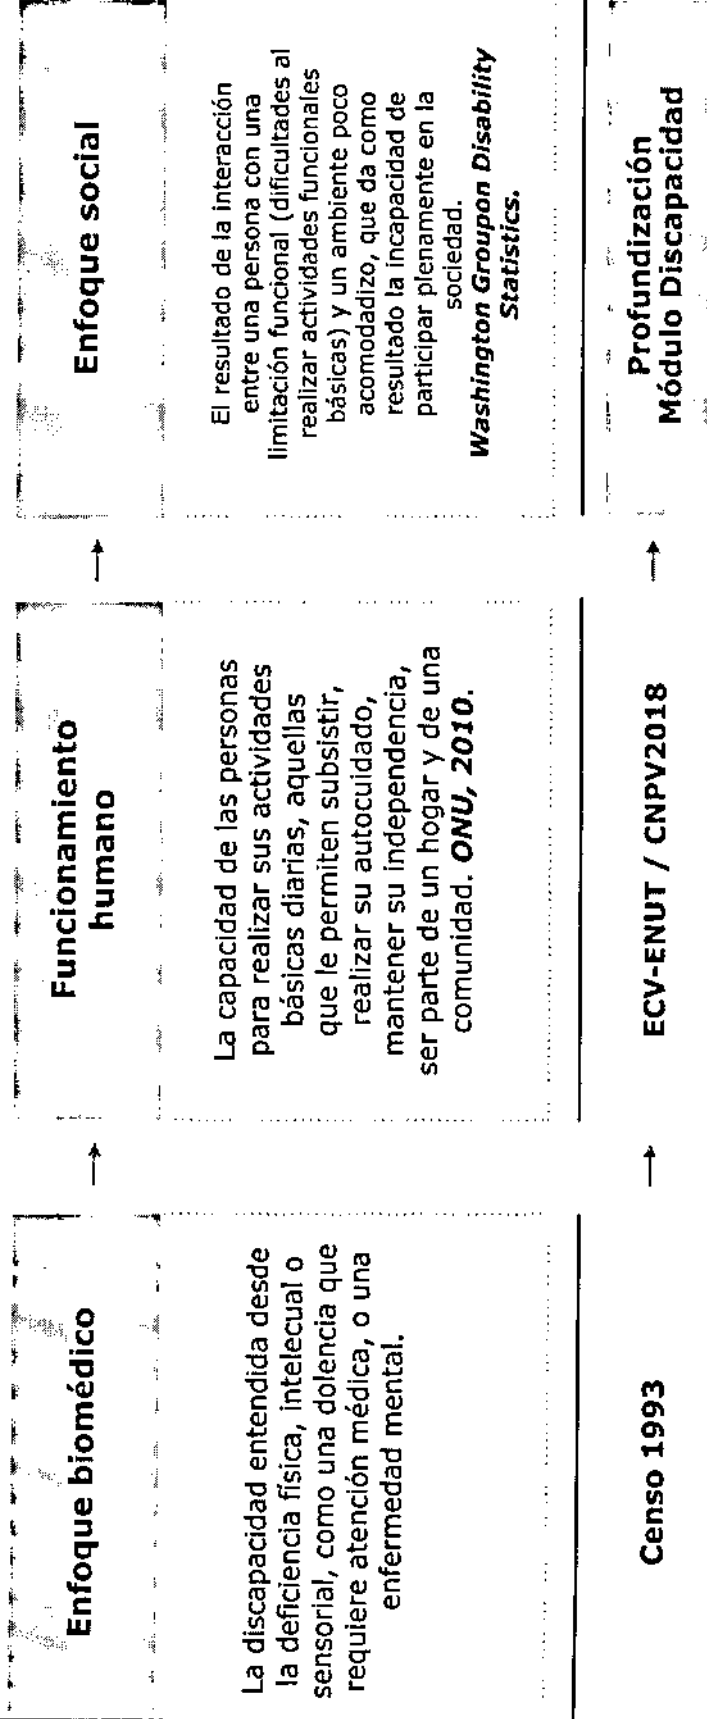 Enfoque biomédico
La discapacidad entendida desde
la deficiencia física, intelecual o
sensorial, como una dolencia que
requiere atención médica, o una
enfermedad mental.
Censo 1993
→
Funcionamiento
humano
La capacidad de las personas
para realizar sus actividades
básicas diarias, aquellas
que le permiten subsistir,
realizar su autocuidado,
mantener su independencia,
ser parte de un hogar y de una
comunidad. ONU, 2010.
ECV-ENUT / CNPV2018
→
Enfoque social
El resultado de la interacción
entre una persona con una
limitación funcional (dificultades al
realizar actividades funcionales
básicas) y un ambiente poco
acomodadizo, que da como
resultado la incapacidad de
participar plenamente en la
sociedad.
Washington Groupon Disability
Statistics.
Profundización
Módulo Discapacidad